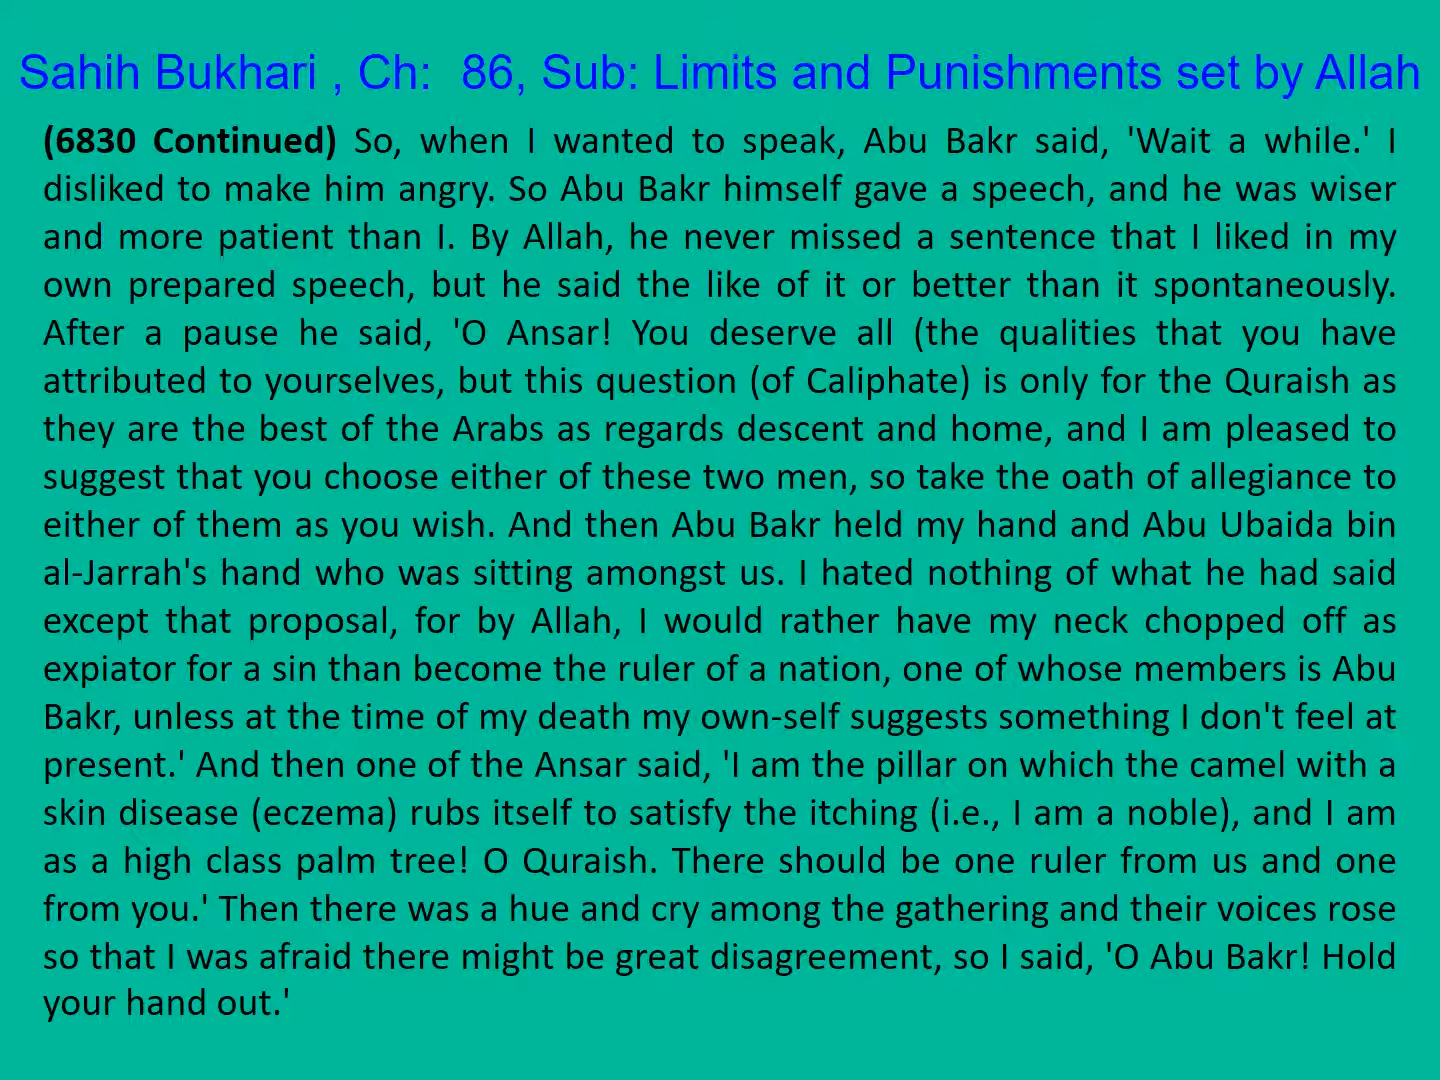 Sahih Bukhari , Ch:  86, Sub: Limits and Punishments set by Allah
(6830 Continued) So, when I wanted to speak, Abu Bakr said, 'Wait a while.' I
disliked to make him angry. So Abu Bakr himself gave a speech, and he was wiser
and more patient than I. By Allah, he never missed a sentence that I liked in my
own prepared speech, but he said the like of it or better than it spontaneously.
After a pause he said, 'O Ansar! You deserve all (the qualities that you have
attributed to yourselves, but this question (of Caliphate) is only for the Quraish as
they are the best of the Arabs as regards descent and home, and I am pleased to
suggest that you choose either of these two men, so take the oath of allegiance to
either of them as you wish. And then Abu Bakr held my hand and Abu Ubaida bin
al-Jarrah's hand who was sitting amongst us. I hated nothing of what he had said
except that proposal, for by Allah, I would rather have my neck chopped off as
expiator for a sin than become the ruler of a nation, one of whose members is Abu
Bakr, unless at the time of my death my own-self suggests something I don't feel at
present.' And then one of the Ansar said, 'I am the pillar on which the camel with a
skin disease (eczema) rubs itself to satisfy the itching (i.e., I am a noble), and I am
as a high class palm tree! O Quraish. There should be one ruler from us and one
from you.' Then there was a hue and cry among the gathering and their voices rose
so that I was afraid there might be great disagreement, so I said, 'O Abu Bakr! Hold
your hand out.'